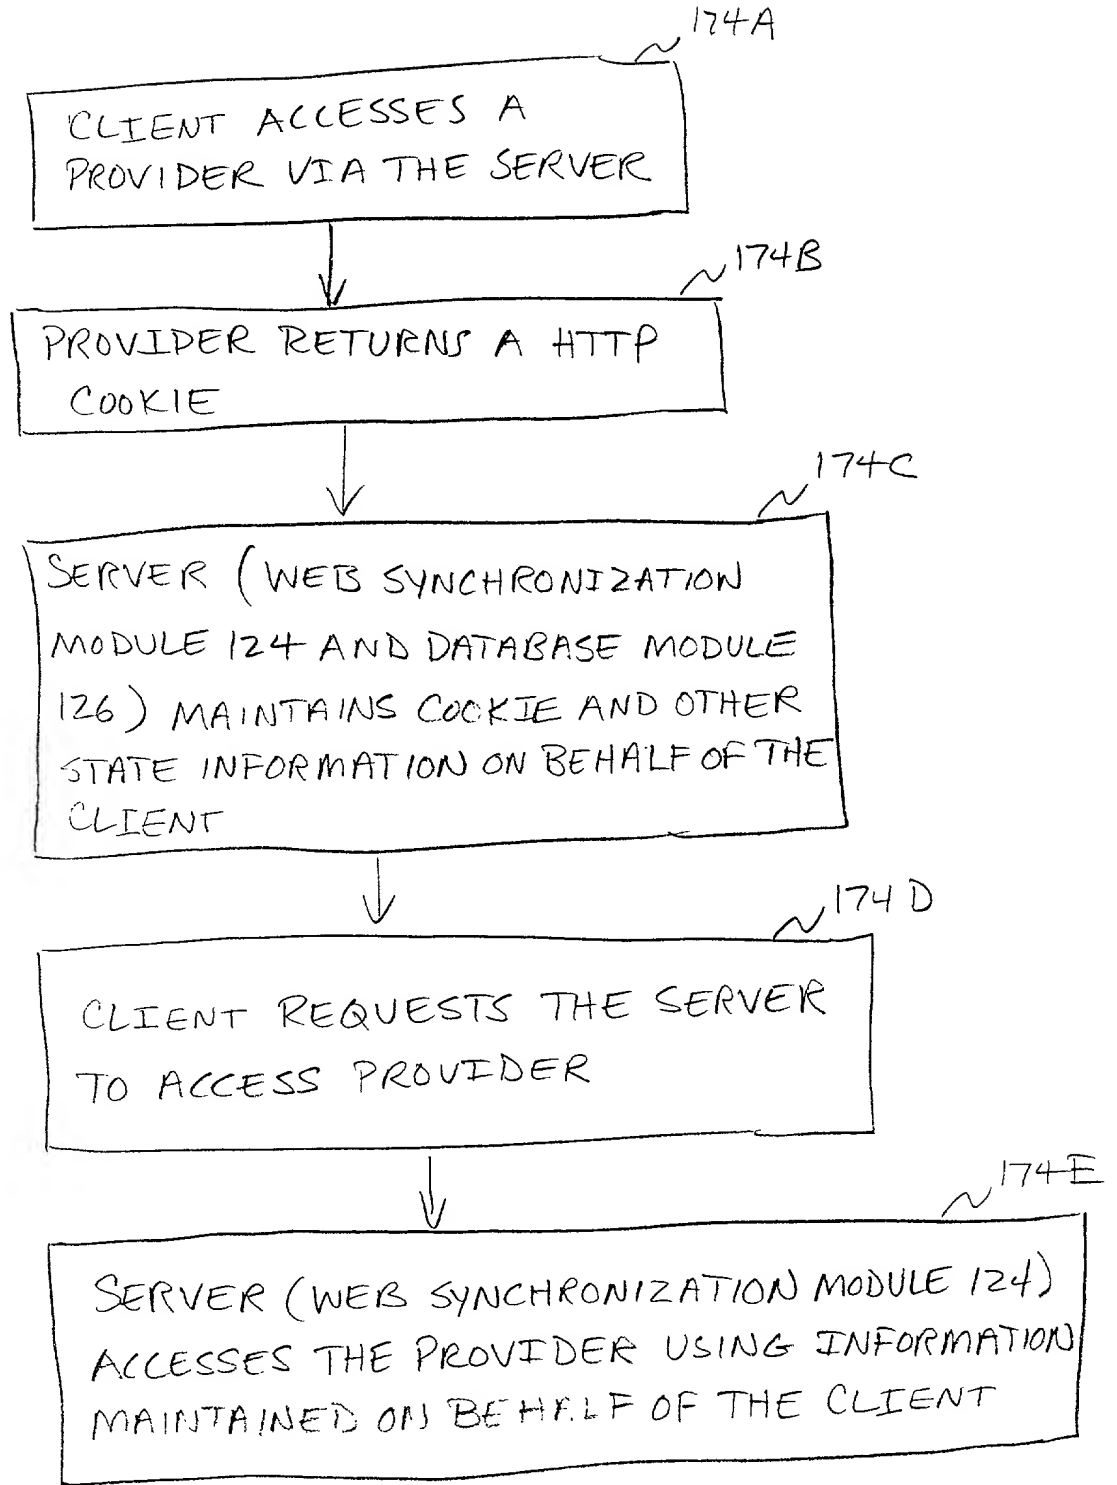 174A
CLIENT ACCESSES A
PROVIDER VIA THE SERVER
174B
PROVIDER RETURNS A HTTP
COOKIE
174C
SERVER (WEB SYNCHRONIZATION
MODULE 124 AND DATABASE MODULE
126) MAINTAINS COOKIE AND OTHER
STATE INFORMATION ON BEHALF OF THE
CLIENT
174D
CLIENT REQUESTS THE SERVER
TO ACCESS PROVIDER
174E
SERVER (WEB SYNCHRONIZATION MODULE 124)
ACCESSES THE PROVIDER USING INFORMATION
MAINTAINED ON BEHALF OF THE CLIENT